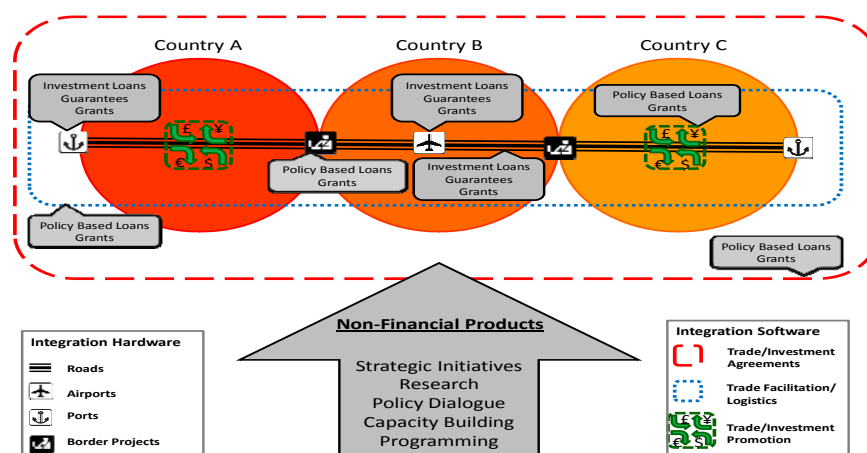 Country A
Country B
Country C
Investment Loans
Guarantees
Grants
Investment Loans
Guarantees
Grants
Policy Based Loans
Grants
£ ¥
€ $
£ ¥
€ $
Policy Based Loans
Grants
Investment Loans
Guarantees
Grants
Policy Based Loans
Grants
Policy Based Loans
Grants
Non-Financial Products
Strategic Initiatives
Research
Policy Dialogue
Capacity Building
Programming
Integration Hardware
Roads
Airports
Ports
Border Projects
Integration Software
Trade/Investment
Agreements
Trade Facilitation/
Logistics
£ ¥
€ $
Trade/Investment
Promotion